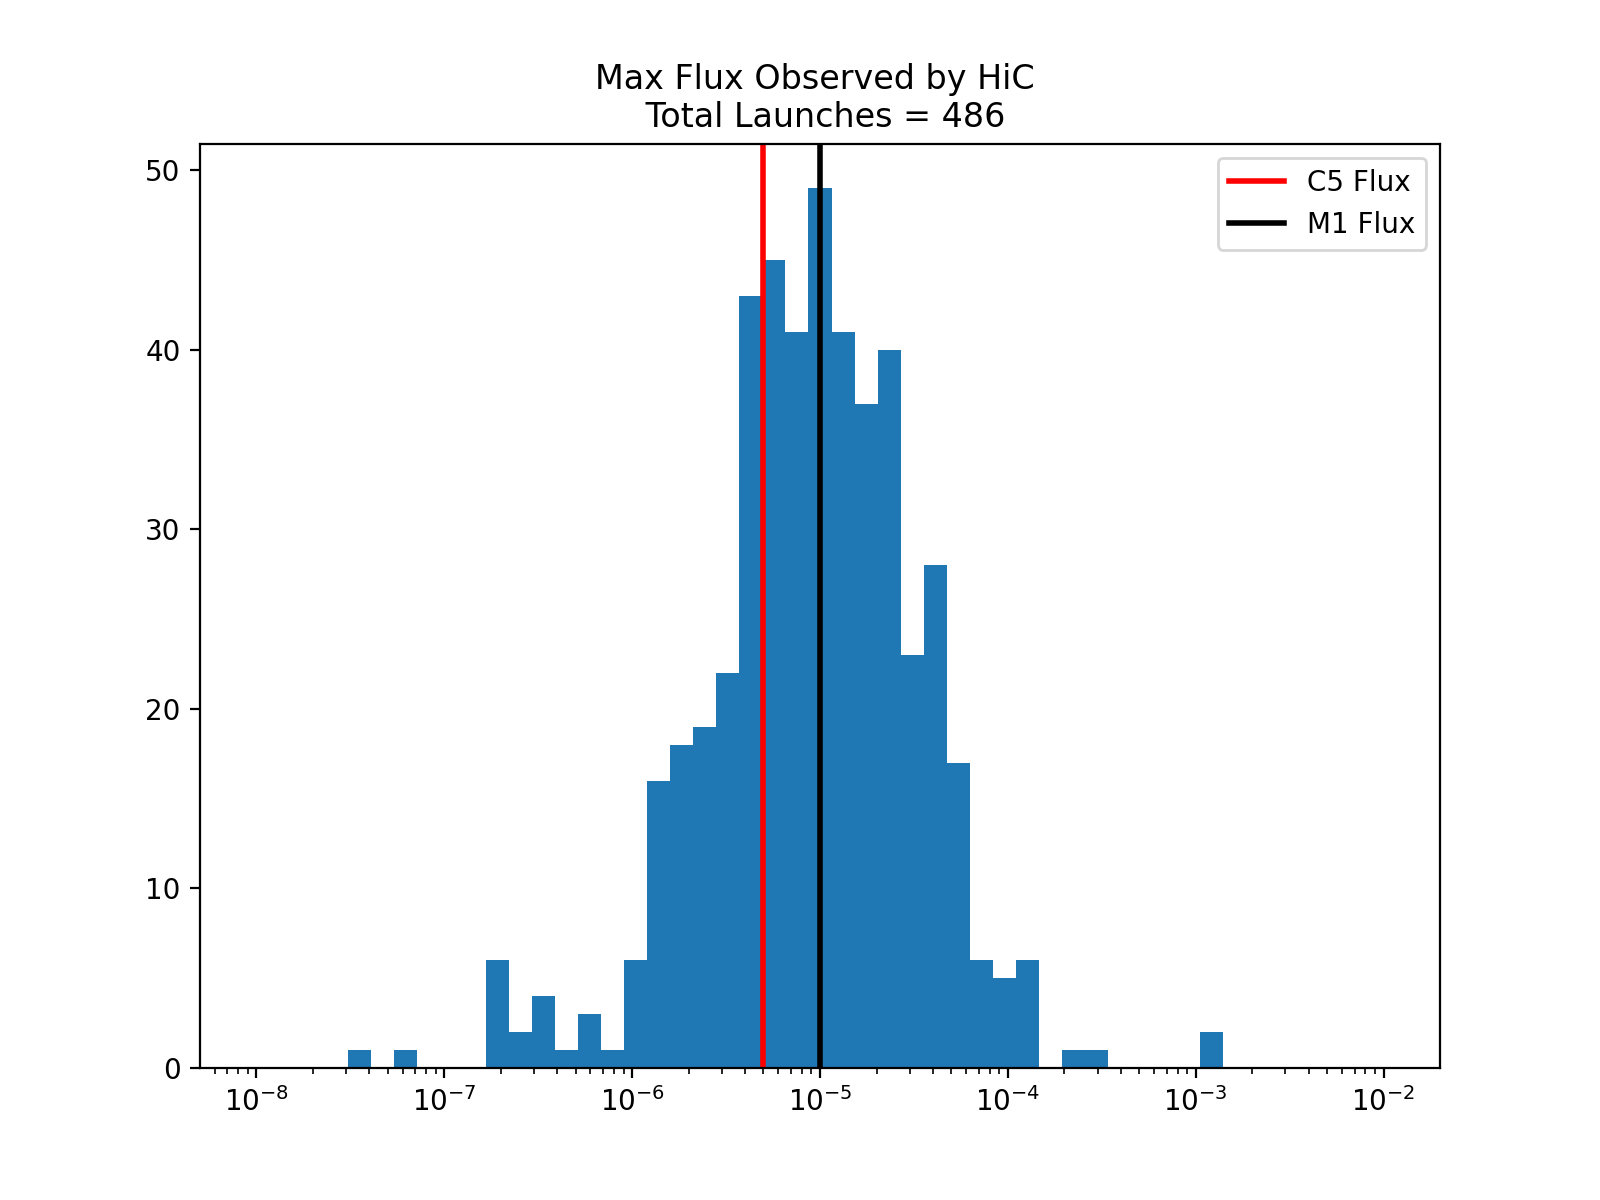 Max Flux Observed by HiC
Total Launches = 486
C5 Flux
M1 Flux
50
40
30
20
10
0
10⁻⁸ 10⁻⁷ 10⁻⁶ 10⁻⁵ 10⁻⁴ 10⁻³ 10⁻²